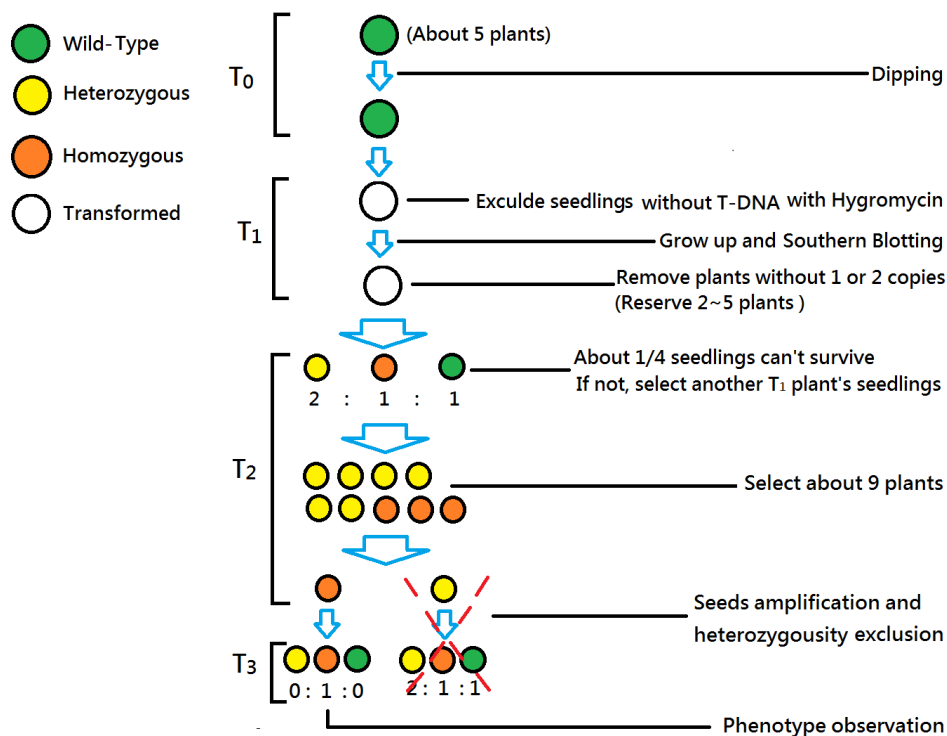 Wild-Type
Heterozygous
Homozygous
Transformed
T0
(About 5 plants)
Dipping
T1
Exculde seedlings without T-DNA with Hygromycin
Grow up and Southern Blotting
Remove plants without 1 or 2 copies
(Reserve 2~5 plants )
T2
About 1/4 seedlings can't survive
If not, select another T1 plant's seedlings
2 : 1 : 1
Select about 9 plants
Seeds amplification and
heterozygousity exclusion
T3
0: 1 : 0
2: 1 : 1
Phenotype observation